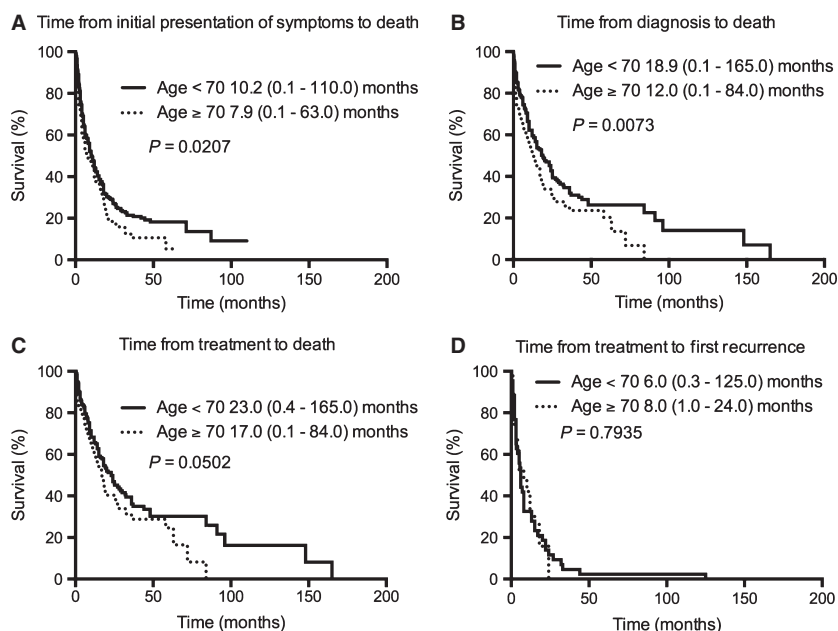 A Time from initial presentation of symptoms to death
100
80
60
40
20
0
Survival (%)
Age < 70 10.2 (0.1 - 110.0) months
Age ≥ 70 7.9 (0.1 - 63.0) months
P = 0.0207
0 50 100 150 200
Time (months)
B Time from diagnosis to death
100
80
60
40
20
0
Survival (%)
Age < 70 18.9 (0.1 - 165.0) months
Age ≥ 70 12.0 (0.1 - 84.0) months
P = 0.0073
0 50 100 150 200
Time (months)
C Time from treatment to death
100
80
60
40
20
0
Survival (%)
Age < 70 23.0 (0.4 - 165.0) months
Age ≥ 70 17.0 (0.1 - 84.0) months
P = 0.0502
0 50 100 150 200
Time (months)
D Time from treatment to first recurrence
100
80
60
40
20
0
Survival (%)
Age < 70 6.0 (0.3 - 125.0) months
Age ≥ 70 8.0 (1.0 - 24.0) months
P = 0.7935
0 50 100 150 200
Time (months)